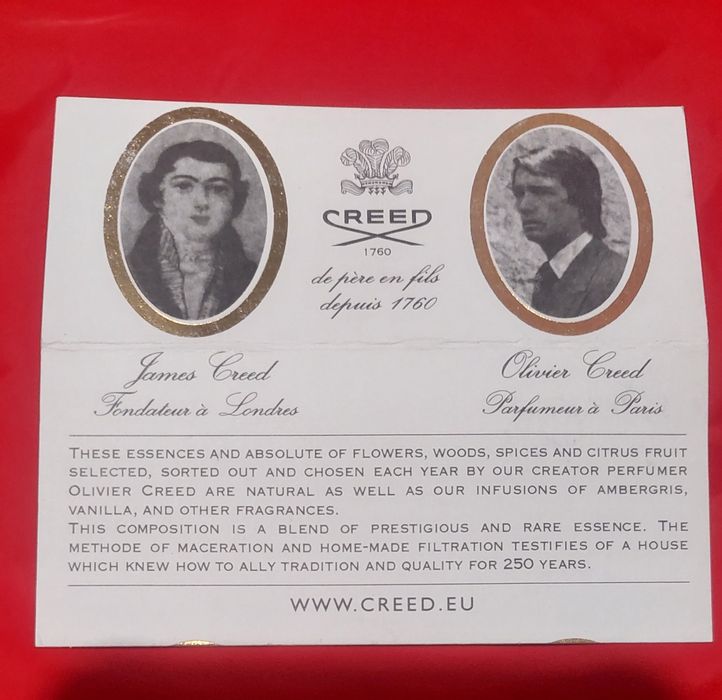 CREED
1760
de père en fils
depuis 1760
James Creed
Fondateur à Londres
Olivier Creed
Parfumeur à Paris
THESE ESSENCES AND ABSOLUTE OF FLOWERS, WOODS, SPICES AND CITRUS FRUIT
SELECTED, SORTED OUT AND CHOSEN EACH YEAR BY OUR CREATOR PERFUMER
OLIVIER CREED ARE NATURAL AS WELL AS OUR INFUSIONS OF AMBERGRIS,
VANILLA, AND OTHER FRAGRANCES.
THIS COMPOSITION IS A BLEND OF PRESTIGIOUS AND RARE ESSENCE. THE
METHODE OF MACERATION AND HOME-MADE FILTRATION TESTIFIES OF A HOUSE
WHICH KNEW HOW TO ALLY TRADITION AND QUALITY FOR 250 YEARS.
WWW.CREED.EU